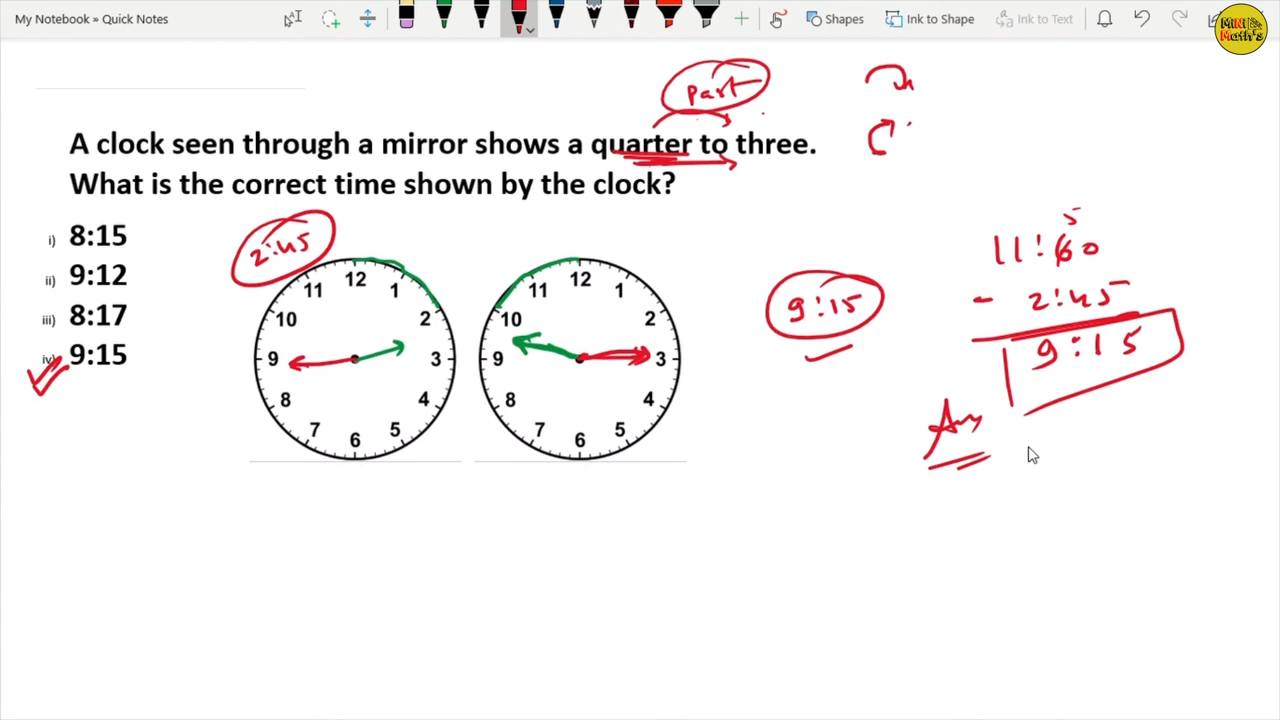 My Notebook » Quick Notes
Shapes
Ink to Shape
Ink to Text
MiNi
Math's
Part
A clock seen through a mirror shows a quarter to three.
What is the correct time shown by the clock?
i) 8:15
ii) 9:12
iii) 8:17
iv) 9:15
2:45
12
11 1
10 2
9 3
8 4
7 5
6
12
11 1
10 2
9 3
8 4
7 5
6
9:15
5
11:60
- 2:45
9:15
Ans